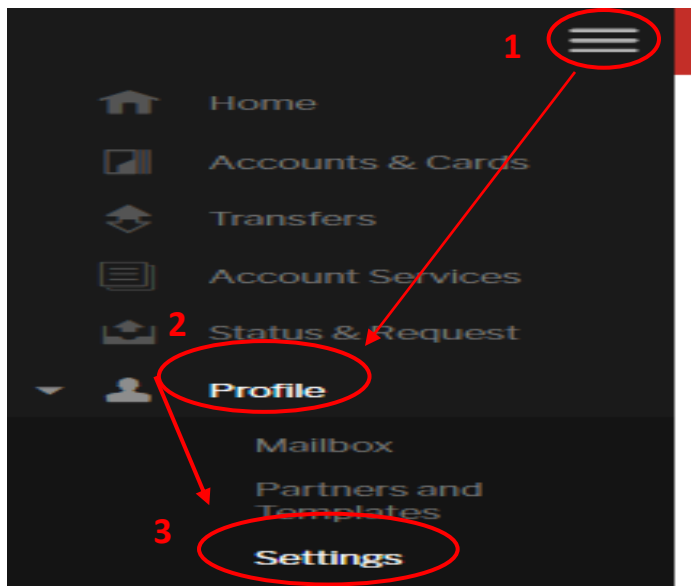 1
Home
Accounts & Cards
Transfers
Account Services
2
Status & Request
Profile
Mailbox
Partners and
Templates
3
Settings